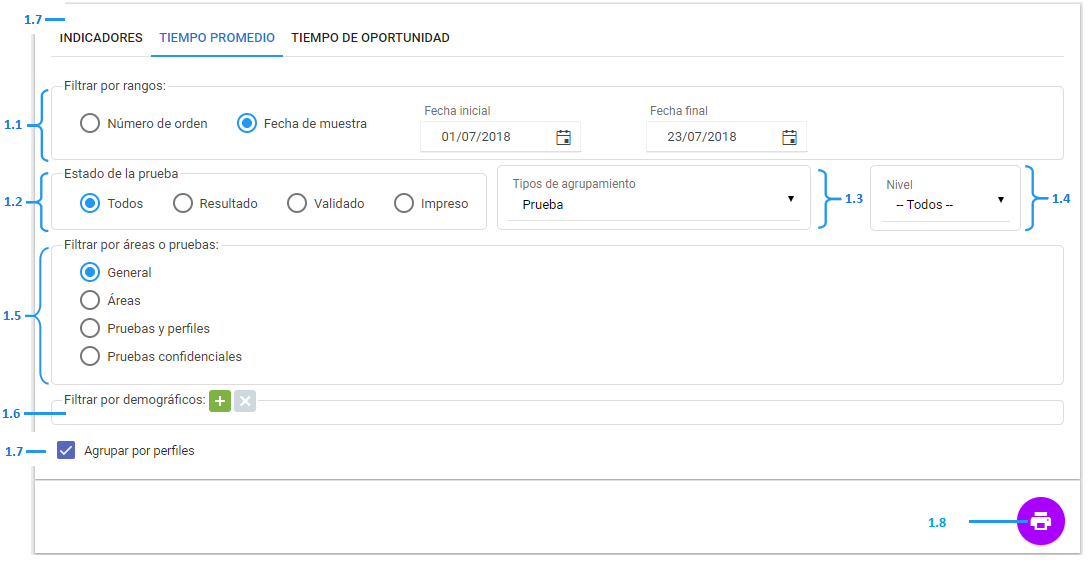 1.7
INDICADORES TIEMPO PROMEDIO TIEMPO DE OPORTUNIDAD
Filtrar por rangos:
Fecha inicial Fecha final
1.1 Número de orden Fecha de muestra 01/07/2018 23/07/2018
Estado de la prueba Tipos de agrupamiento Nivel
1.2 Todos Resultado Validado Impreso Prueba 1.3 -- Todos -- 1.4
Filtrar por áreas o pruebas:
General
Áreas
1.5
Pruebas y perfiles
Pruebas confidenciales
Filtrar por demográficos:
1.6
1.7 Agrupar por perfiles
1.8